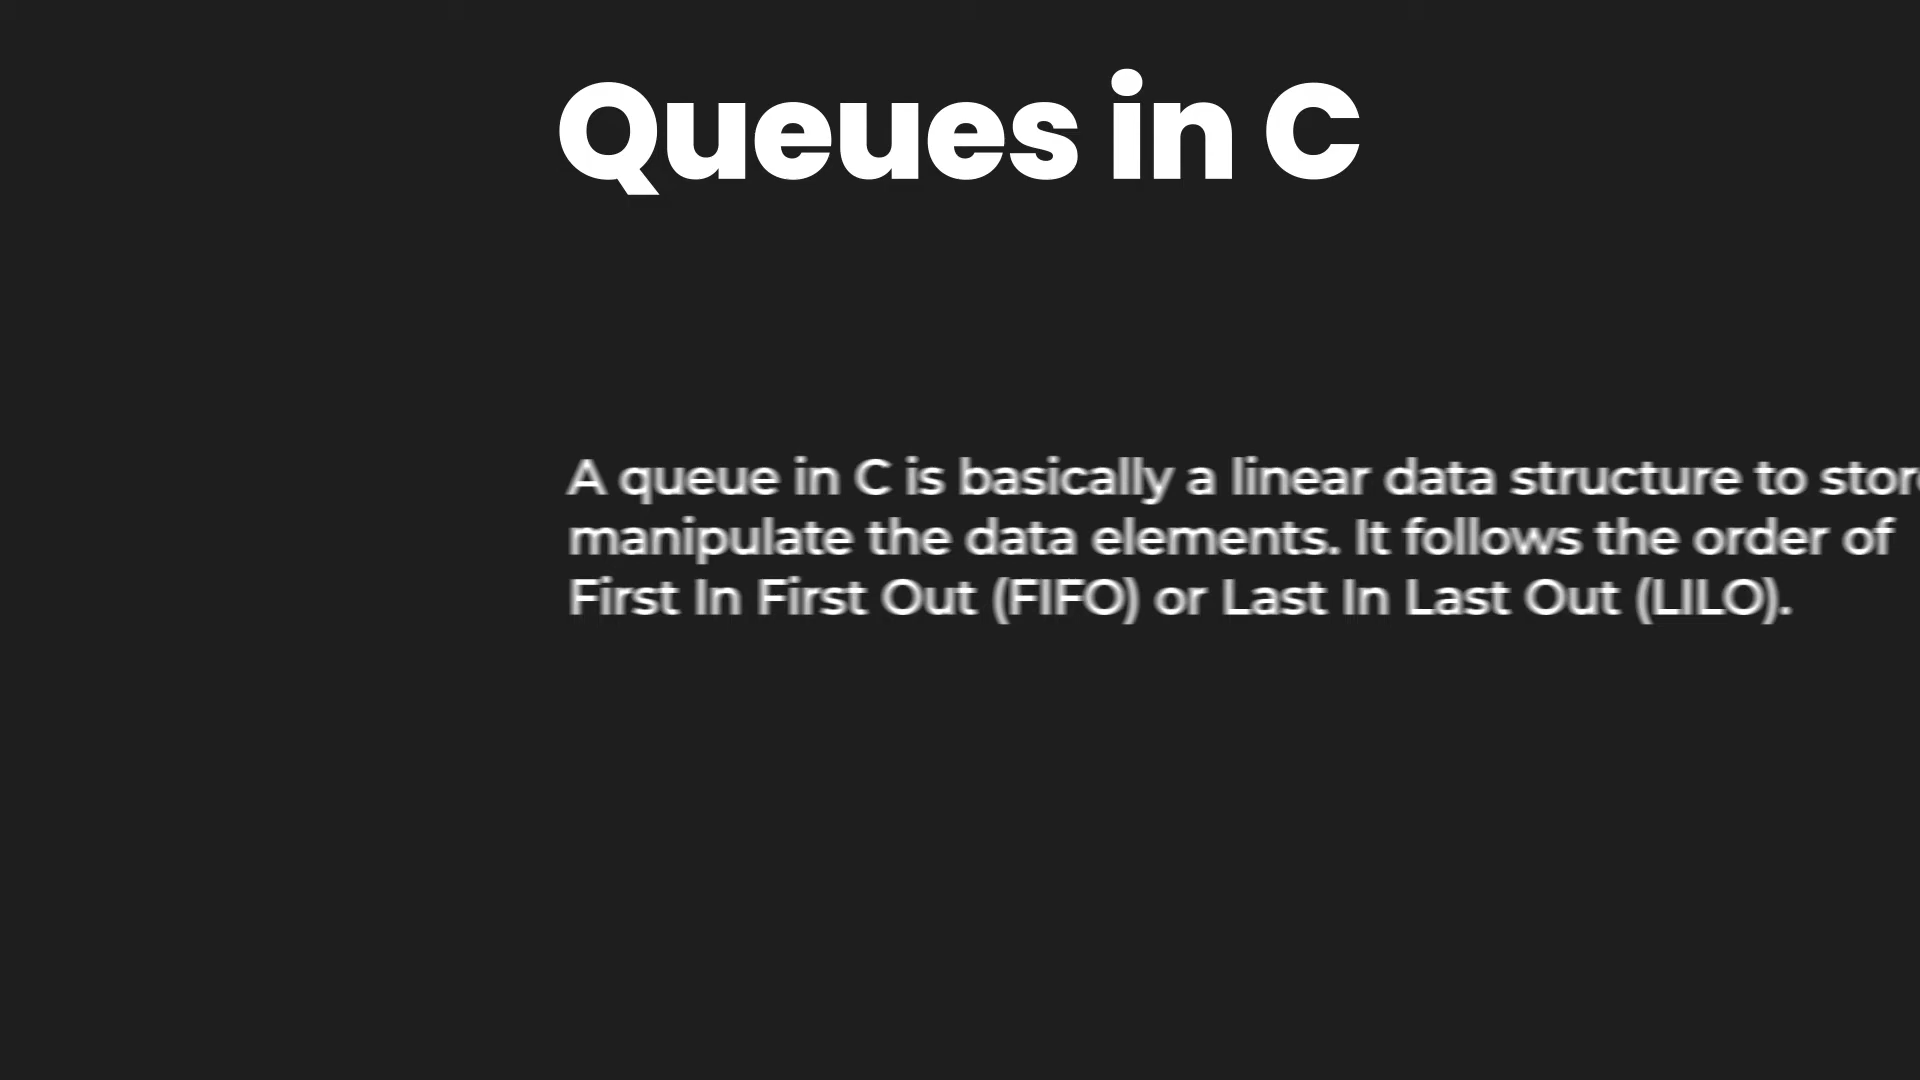 Queues in C
A queue in C is basically a linear data structure to
manipulate the data elements. It follows the order of
First In First Out (FIFO) or Last In Last Out (LILO).